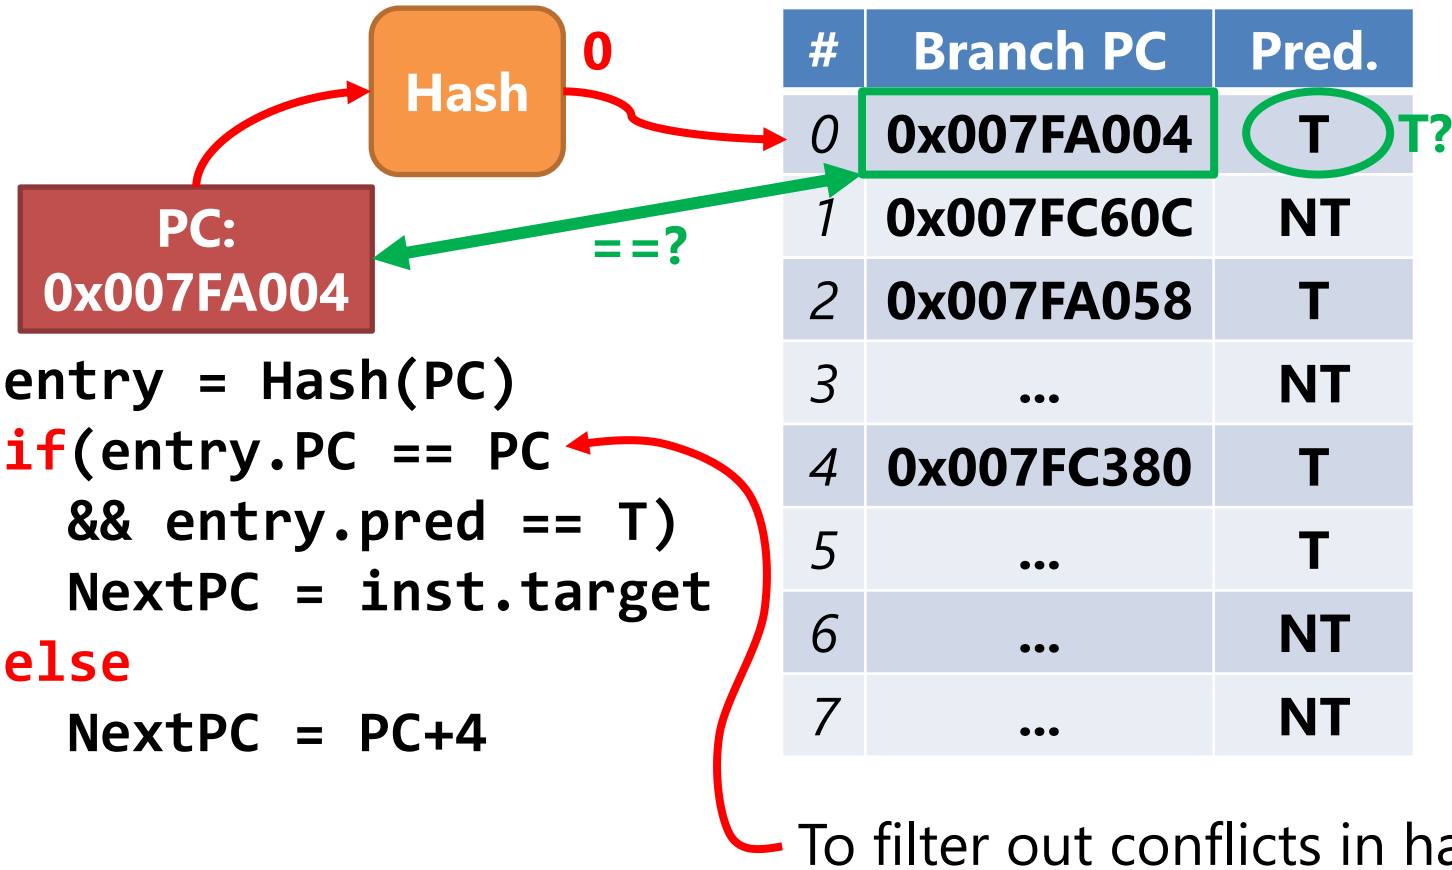 Hash
0
PC:
0x007FA004
==?
# Branch PC Pred.
0 0x007FA004 T
T?
1 0x007FC60C NT
2 0x007FA058 T
3 ... NT
4 0x007FC380 T
5 ... T
6 ... NT
7 ... NT
entry = Hash(PC)
if(entry.PC == PC
&& entry.pred == T)
NextPC = inst.target
else
NextPC = PC+4
To filter out conflicts in